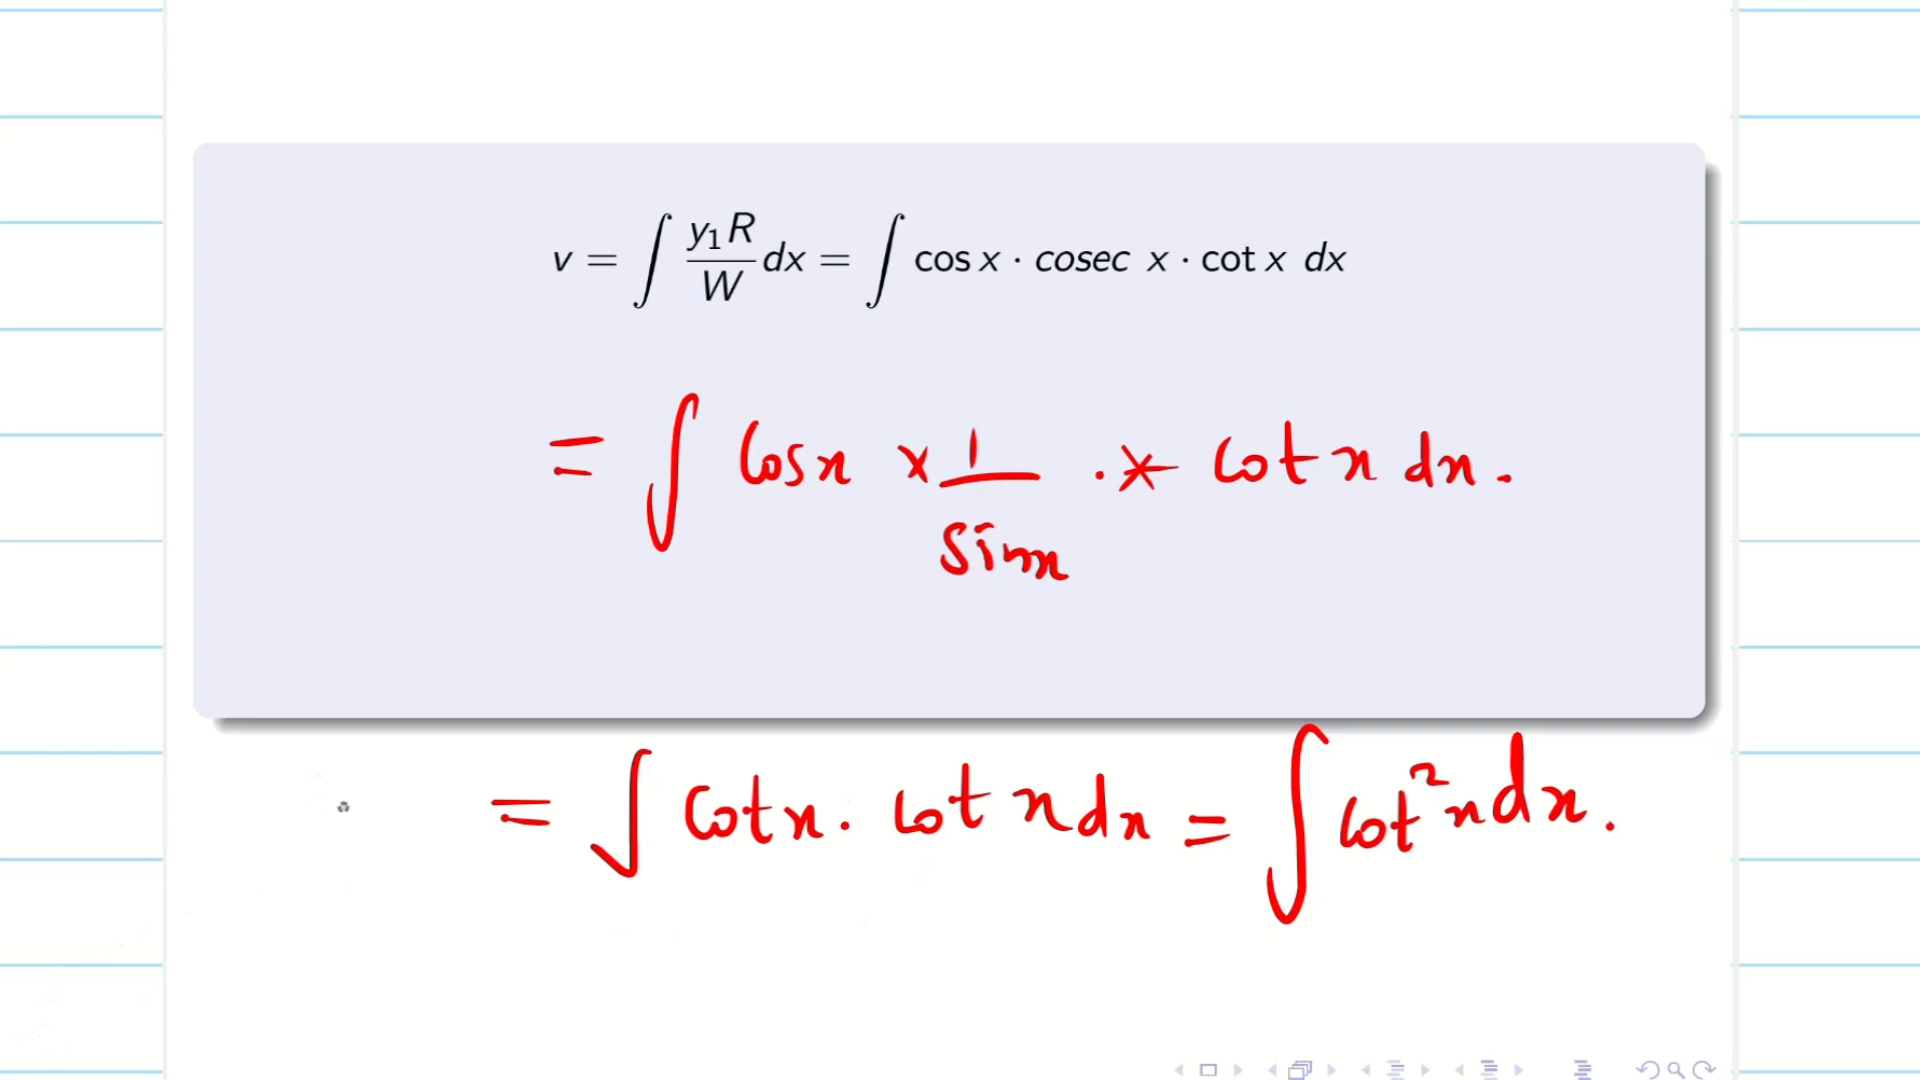 v = ∫ y₁R/W dx = ∫ cos x · cosec x · cot x dx
= ∫ Cosx × 1/Sinx .* Cot x dx.
= ∫ Cotx. Cot x dx = ∫ Cot²x dx.